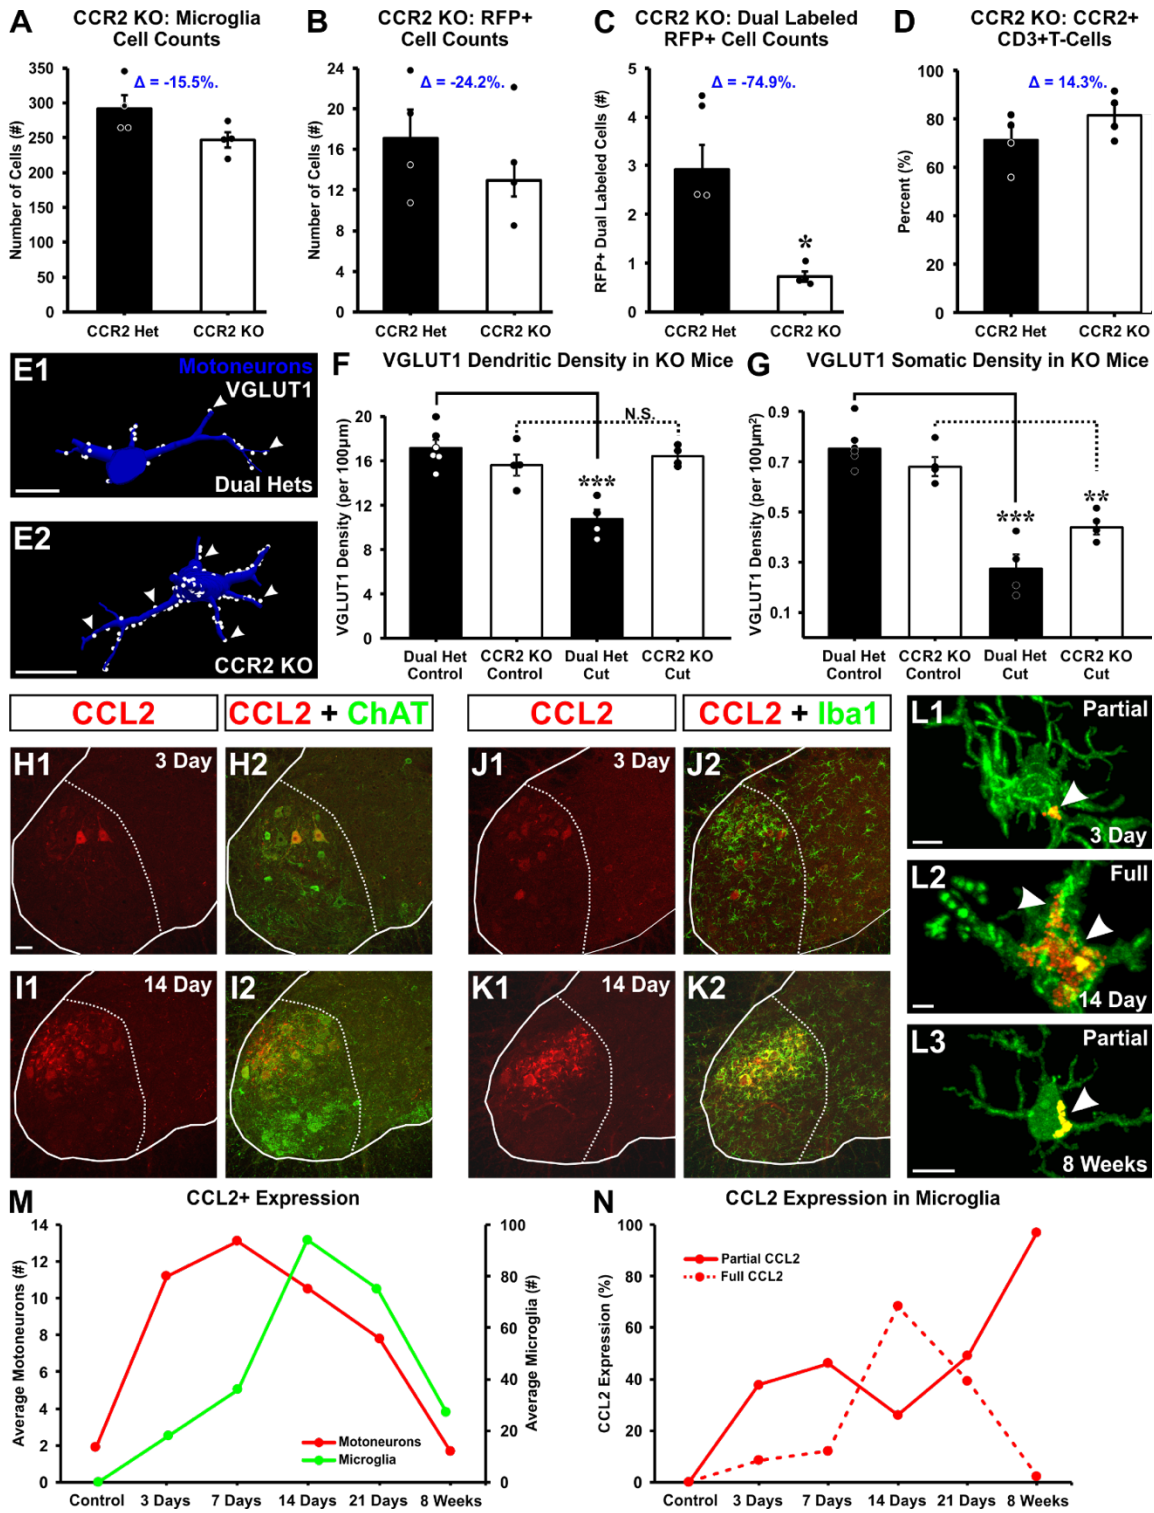 A
CCR2 KO: Microglia
Cell Counts
Δ = -15.5%.
Number of Cells (#)
350
300
250
200
150
100
50
0
CCR2 Het
CCR2 KO
B
CCR2 KO: RFP+
Cell Counts
Δ = -24.2%.
Number of Cells (#)
24
20
16
12
8
4
0
CCR2 Het
CCR2 KO
C
CCR2 KO: Dual Labeled
RFP+ Cell Counts
Δ = -74.9%.
RFP+ Dual Labeled Cells (#)
5
4
3
2
1
0
*
CCR2 Het
CCR2 KO
D
CCR2 KO: CCR2+
CD3+T-Cells
Δ = 14.3%.
Percent (%)
100
80
60
40
20
0
CCR2 Het
CCR2 KO
E1
Motoneurons
VGLUT1
Dual Hets
E2
CCR2 KO
F
VGLUT1 Dendritic Density in KO Mice
VGLUT1 Density (per 100µm)
20
16
12
8
4
0
N.S.
***
Dual Het
Control
CCR2 KO
Control
Dual Het
Cut
CCR2 KO
Cut
G
VGLUT1 Somatic Density in KO Mice
VGLUT1 Density (per 100µm²)
0.9
0.7
0.5
0.3
0.1
***
**
Dual Het
Control
CCR2 KO
Control
Dual Het
Cut
CCR2 KO
Cut
CCL2
CCL2 + ChAT
CCL2
CCL2 + Iba1
H1
3 Day
H2
J1
3 Day
J2
I1
14 Day
I2
K1
14 Day
K2
L1
Partial
3 Day
L2
Full
14 Day
L3
Partial
8 Weeks
M
CCL2+ Expression
Average Motoneurons (#)
14
12
10
8
6
4
2
0
Average Microglia (#)
100
80
60
40
20
0
Motoneurons
Microglia
Control
3 Days
7 Days
14 Days
21 Days
8 Weeks
N
CCL2 Expression in Microglia
CCL2 Expression (%)
100
80
60
40
20
0
Partial CCL2
Full CCL2
Control
3 Days
7 Days
14 Days
21 Days
8 Weeks